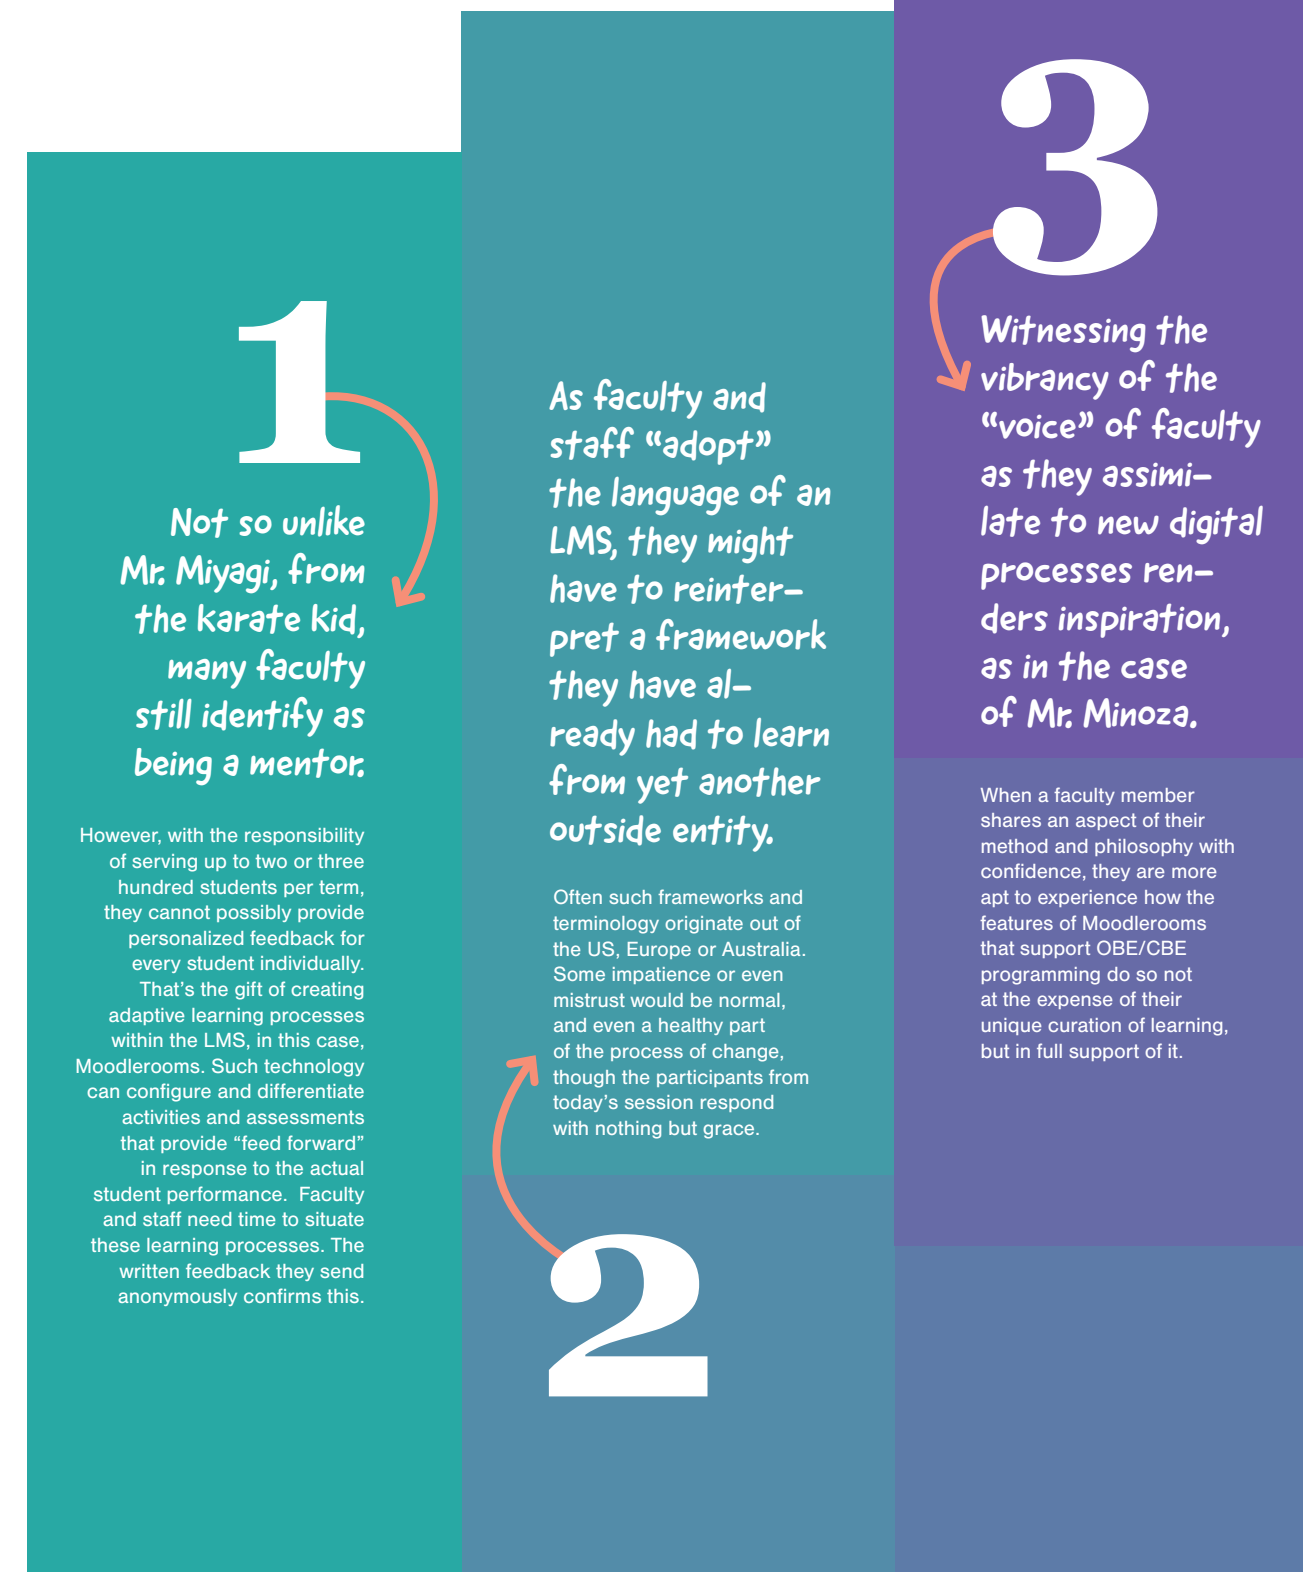 1
Not so unlike
Mr. Miyagi, from
the karate kid,
many faculty
still identify as
being a mentor.
However, with the responsibility
of serving up to two or three
hundred students per term,
they cannot possibly provide
personalized feedback for
every student individually.
That's the gift of creating
adaptive learning processes
within the LMS, in this case,
Moodlerooms. Such technology
can configure and differentiate
activities and assessments
that provide “feed forward”
in response to the actual
student performance.  Faculty
and staff need time to situate
these learning processes. The
written feedback they send
anonymously confirms this.
As faculty and
staff “adopt”
the language of an
LMS, they might
have to reinter-
pret a framework
they have al-
ready had to learn
from yet another
outside entity.
Often such frameworks and
terminology originate out of
the US, Europe or Australia.
Some impatience or even
mistrust would be normal,
and even a healthy part
of the process of change,
though the participants from
today's session respond
with nothing but grace.
2
3
Witnessing the
vibrancy of the
“voice” of faculty
as they assimi-
late to new digital
processes ren-
ders inspiration,
as in the case
of Mr. Minoza.
When a faculty member
shares an aspect of their
method and philosophy with
confidence, they are more
apt to experience how the
features of Moodlerooms
that support OBE/CBE
programming do so not
at the expense of their
unique curation of learning,
but in full support of it.